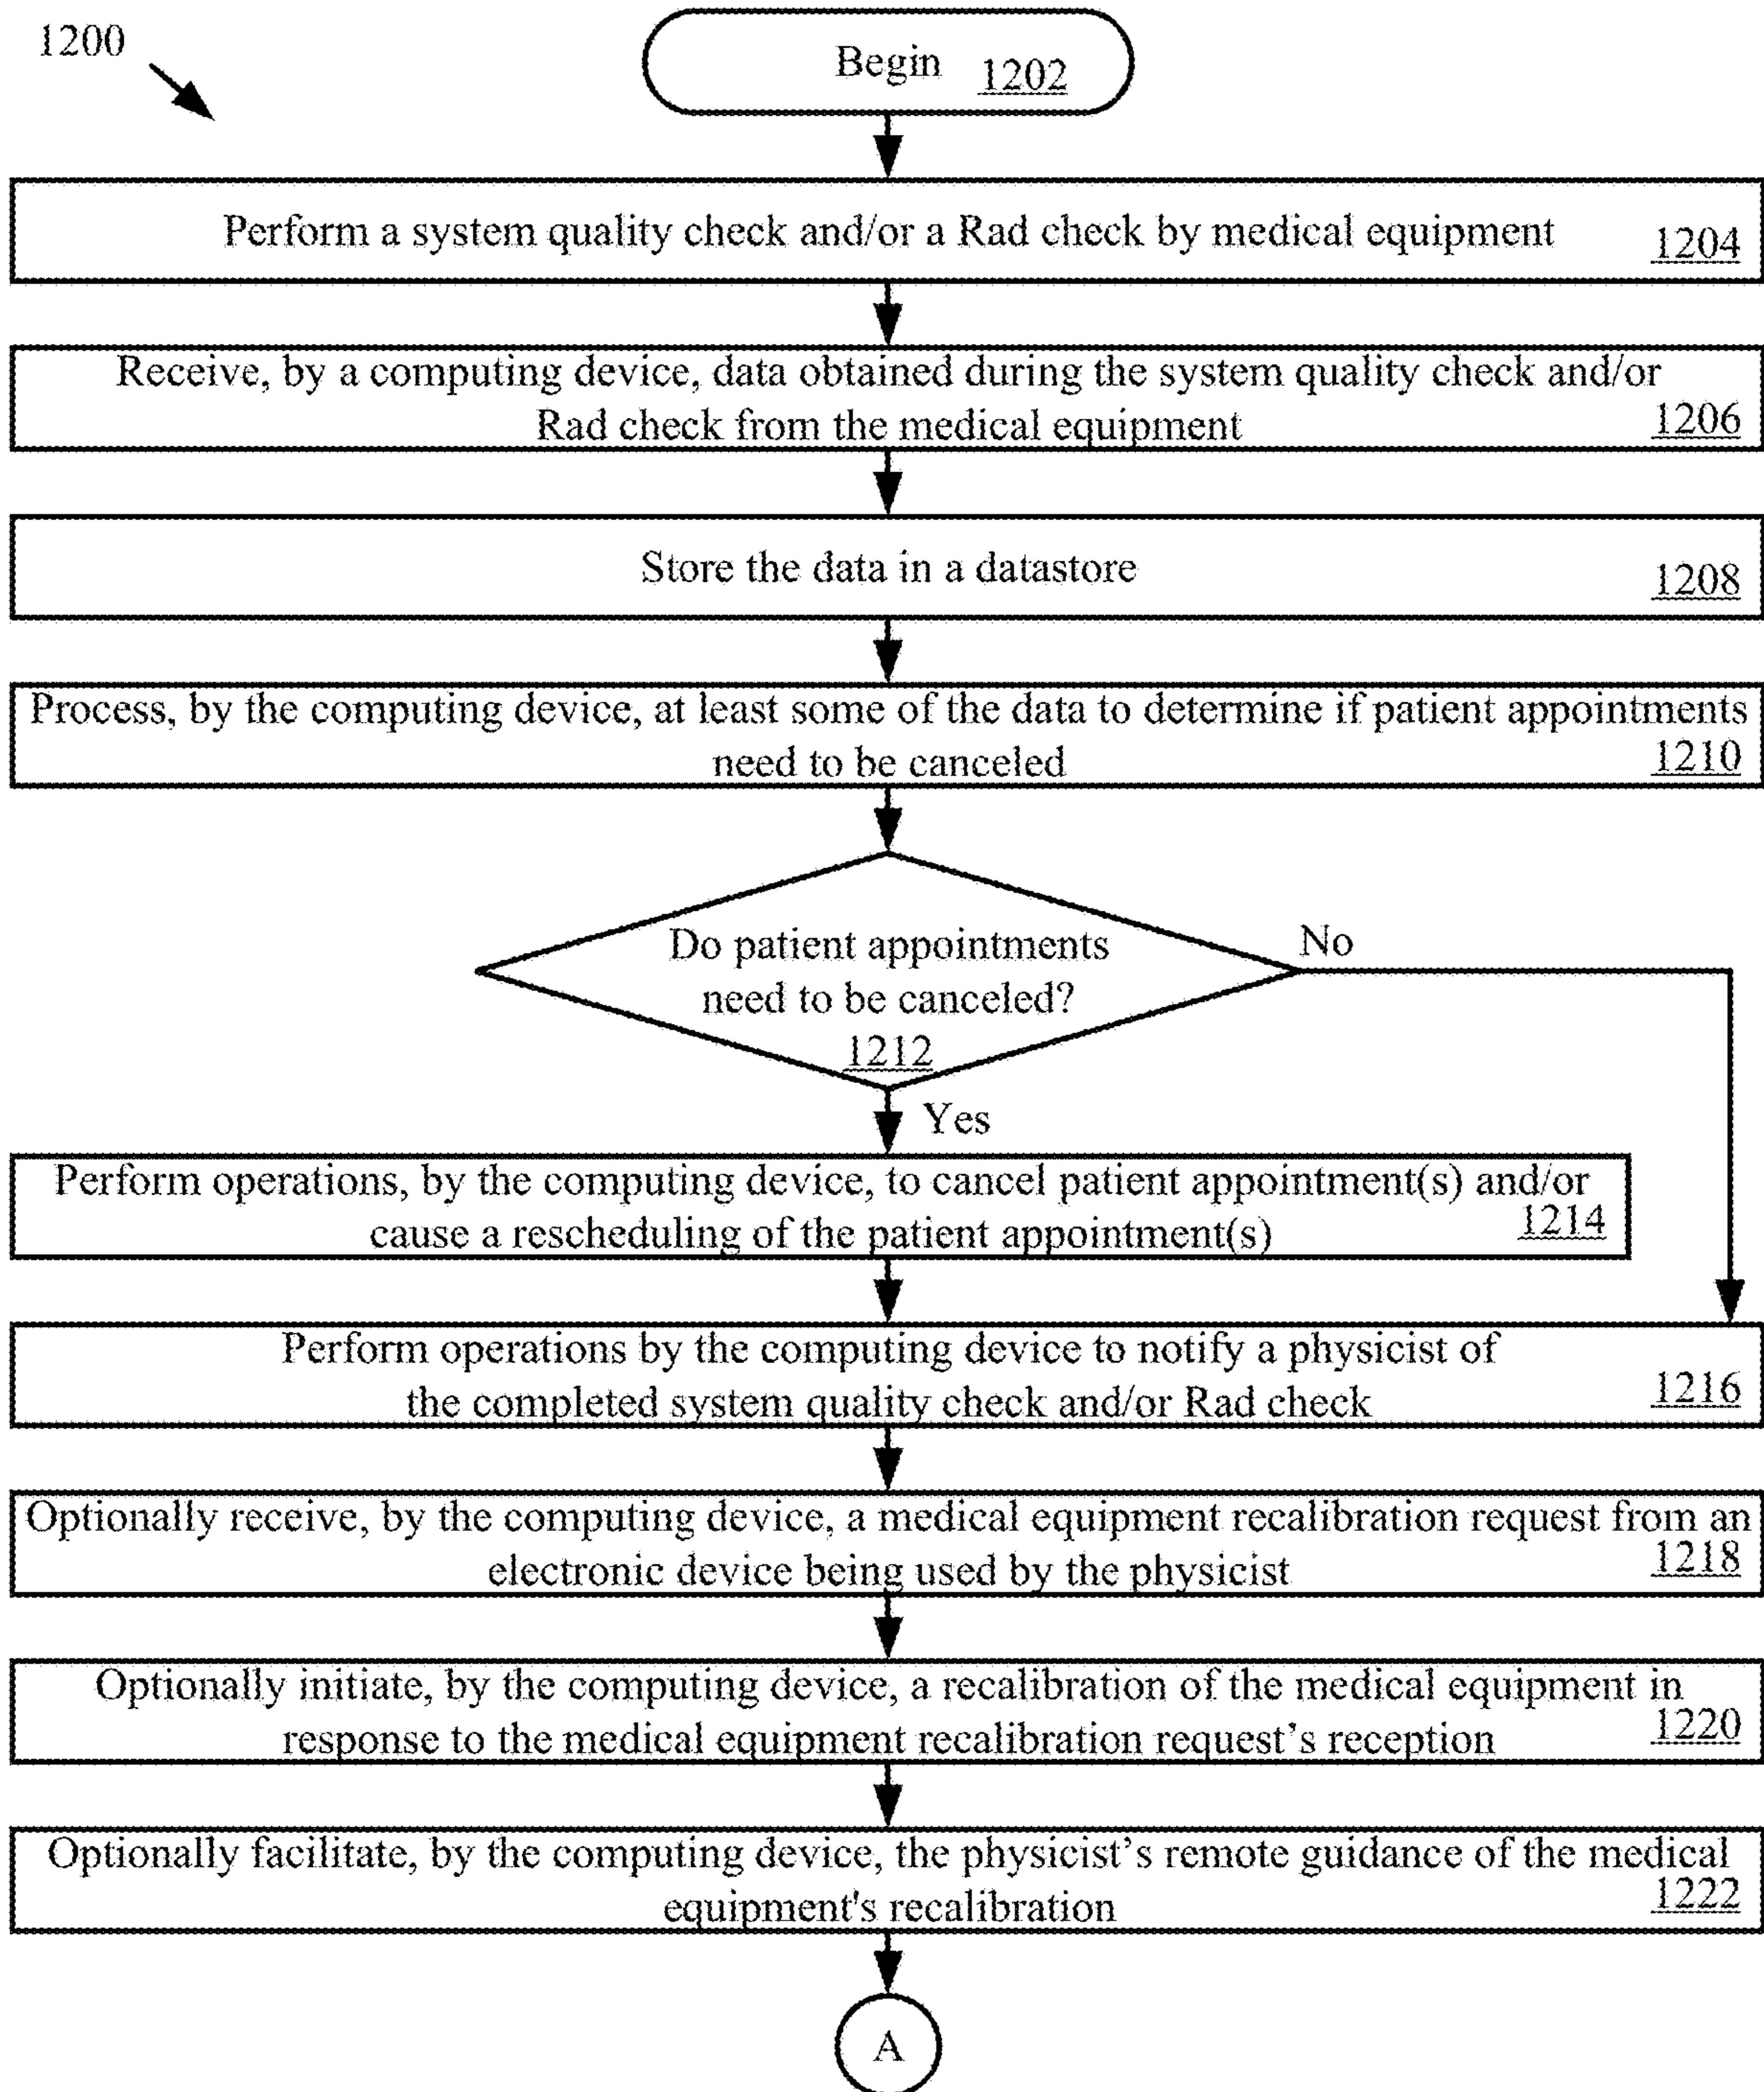 1200
Begin 1202
Perform a system quality check and/or a Rad check by medical equipment 1204
Receive, by a computing device, data obtained during the system quality check and/or
Rad check from the medical equipment 1206
Store the data in a datastore 1208
Process, by the computing device, at least some of the data to determine if patient appointments
need to be canceled 1210
Do patient appointments
need to be canceled?
1212
No
Yes
Perform operations, by the computing device, to cancel patient appointment(s) and/or
cause a rescheduling of the patient appointment(s) 1214
Perform operations by the computing device to notify a physicist of
the completed system quality check and/or Rad check 1216
Optionally receive, by the computing device, a medical equipment recalibration request from an
electronic device being used by the physicist 1218
Optionally initiate, by the computing device, a recalibration of the medical equipment in
response to the medical equipment recalibration request’s reception 1220
Optionally facilitate, by the computing device, the physicist’s remote guidance of the medical
equipment's recalibration 1222
A